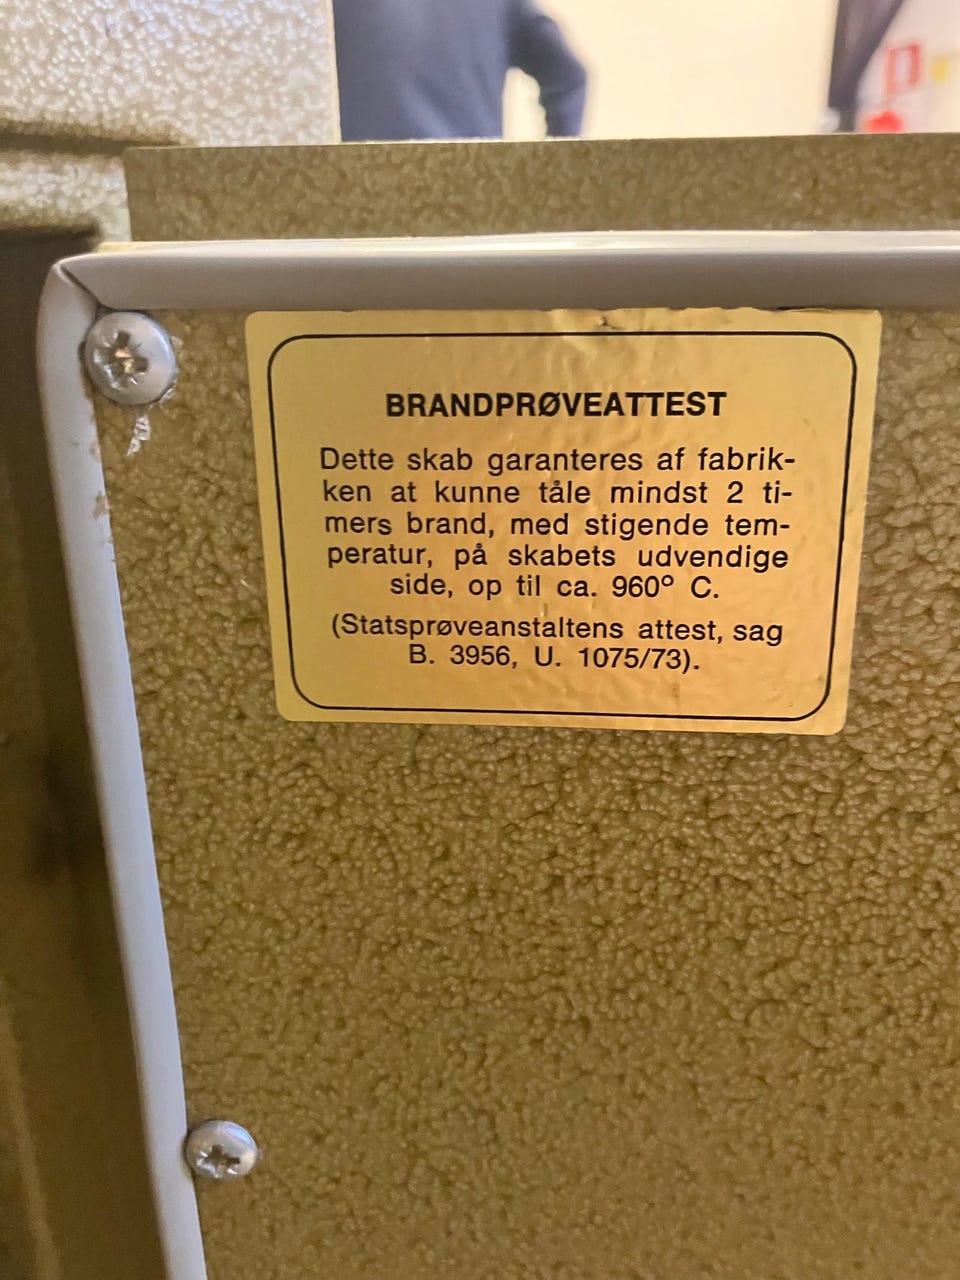 BRANDPRØVEATTEST
Dette skab garanteres af fabrik-
ken at kunne tåle mindst 2 ti-
mers brand, med stigende tem-
peratur, på skabets udvendige
side, op til ca. 960° C.
(Statsprøveanstaltens attest, sag
B. 3956, U. 1075/73).